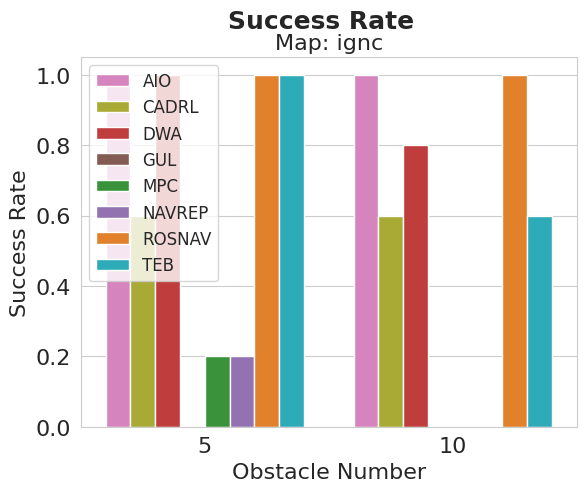 Success Rate
Map: ignc
1.0
0.8
0.6
0.4
0.2
0.0
Success Rate
AIO
CADRL
DWA
GUL
MPC
NAVREP
ROSNAV
TEB
5
10
Obstacle Number